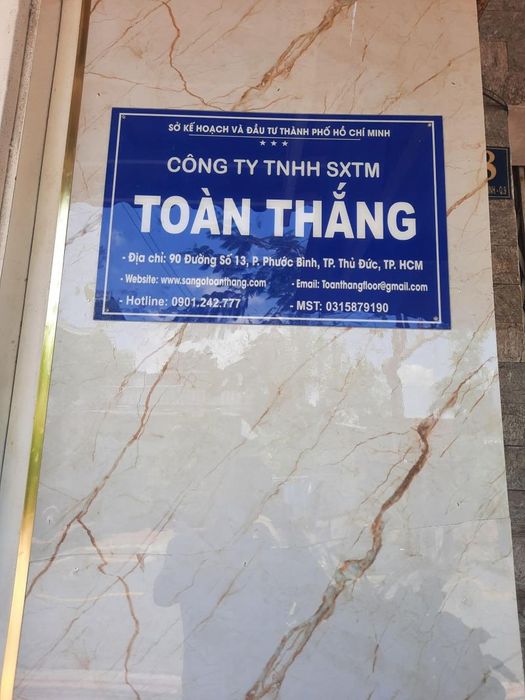 SỞ KẾ HOẠCH VÀ ĐẦU TƯ THÀNH PHỐ HỒ CHÍ MINH
★ ★ ★
CÔNG TY TNHH SXTM
TOÀN THẮNG
- Địa chỉ: 90 Đường Số 13, P. Phước Bình, TP. Thủ Đức, TP. HCM
- Website: www.sangotoanthang.com - Email: Toanthangfloor@gmail.com
- Hotline: 0901.242.777 - MST: 0315879190